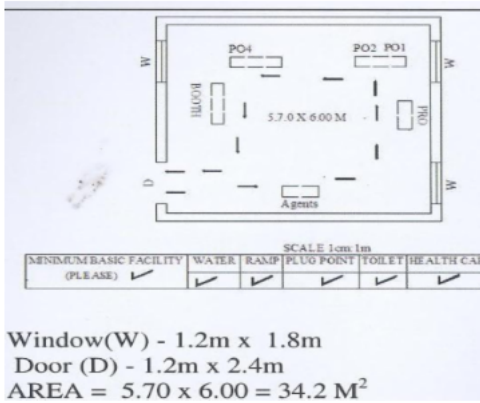 PO4
PO2 PO1
W
W
BOOTH
5.7.0 X 6.00 M
PRO
D
W
Agents
SCALE 1cm:1m
MINIMUM BASIC FACILITY (PLEASE) ✓
WATER
RAMP
PLUG POINT
TOILET
HEALTH CA
✓ ✓ ✓ ✓ ✓
Window(W) - 1.2m x 1.8m
Door (D) - 1.2m x 2.4m
AREA = 5.70 x 6.00 = 34.2 M²